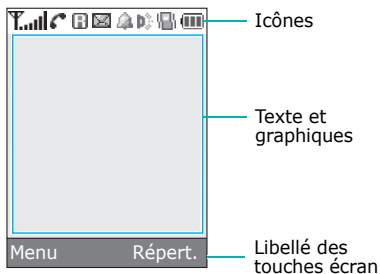 Icônes
Texte et
graphiques
Menu Répert.
Libellé des
touches écran